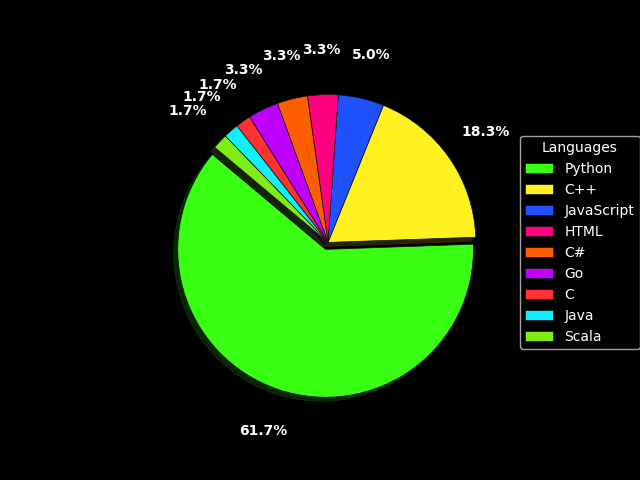 3.3%
3.3%
5.0%
3.3%
1.7%
1.7%
1.7%
18.3%
61.7%
Languages
Python
C++
JavaScript
HTML
C#
Go
C
Java
Scala